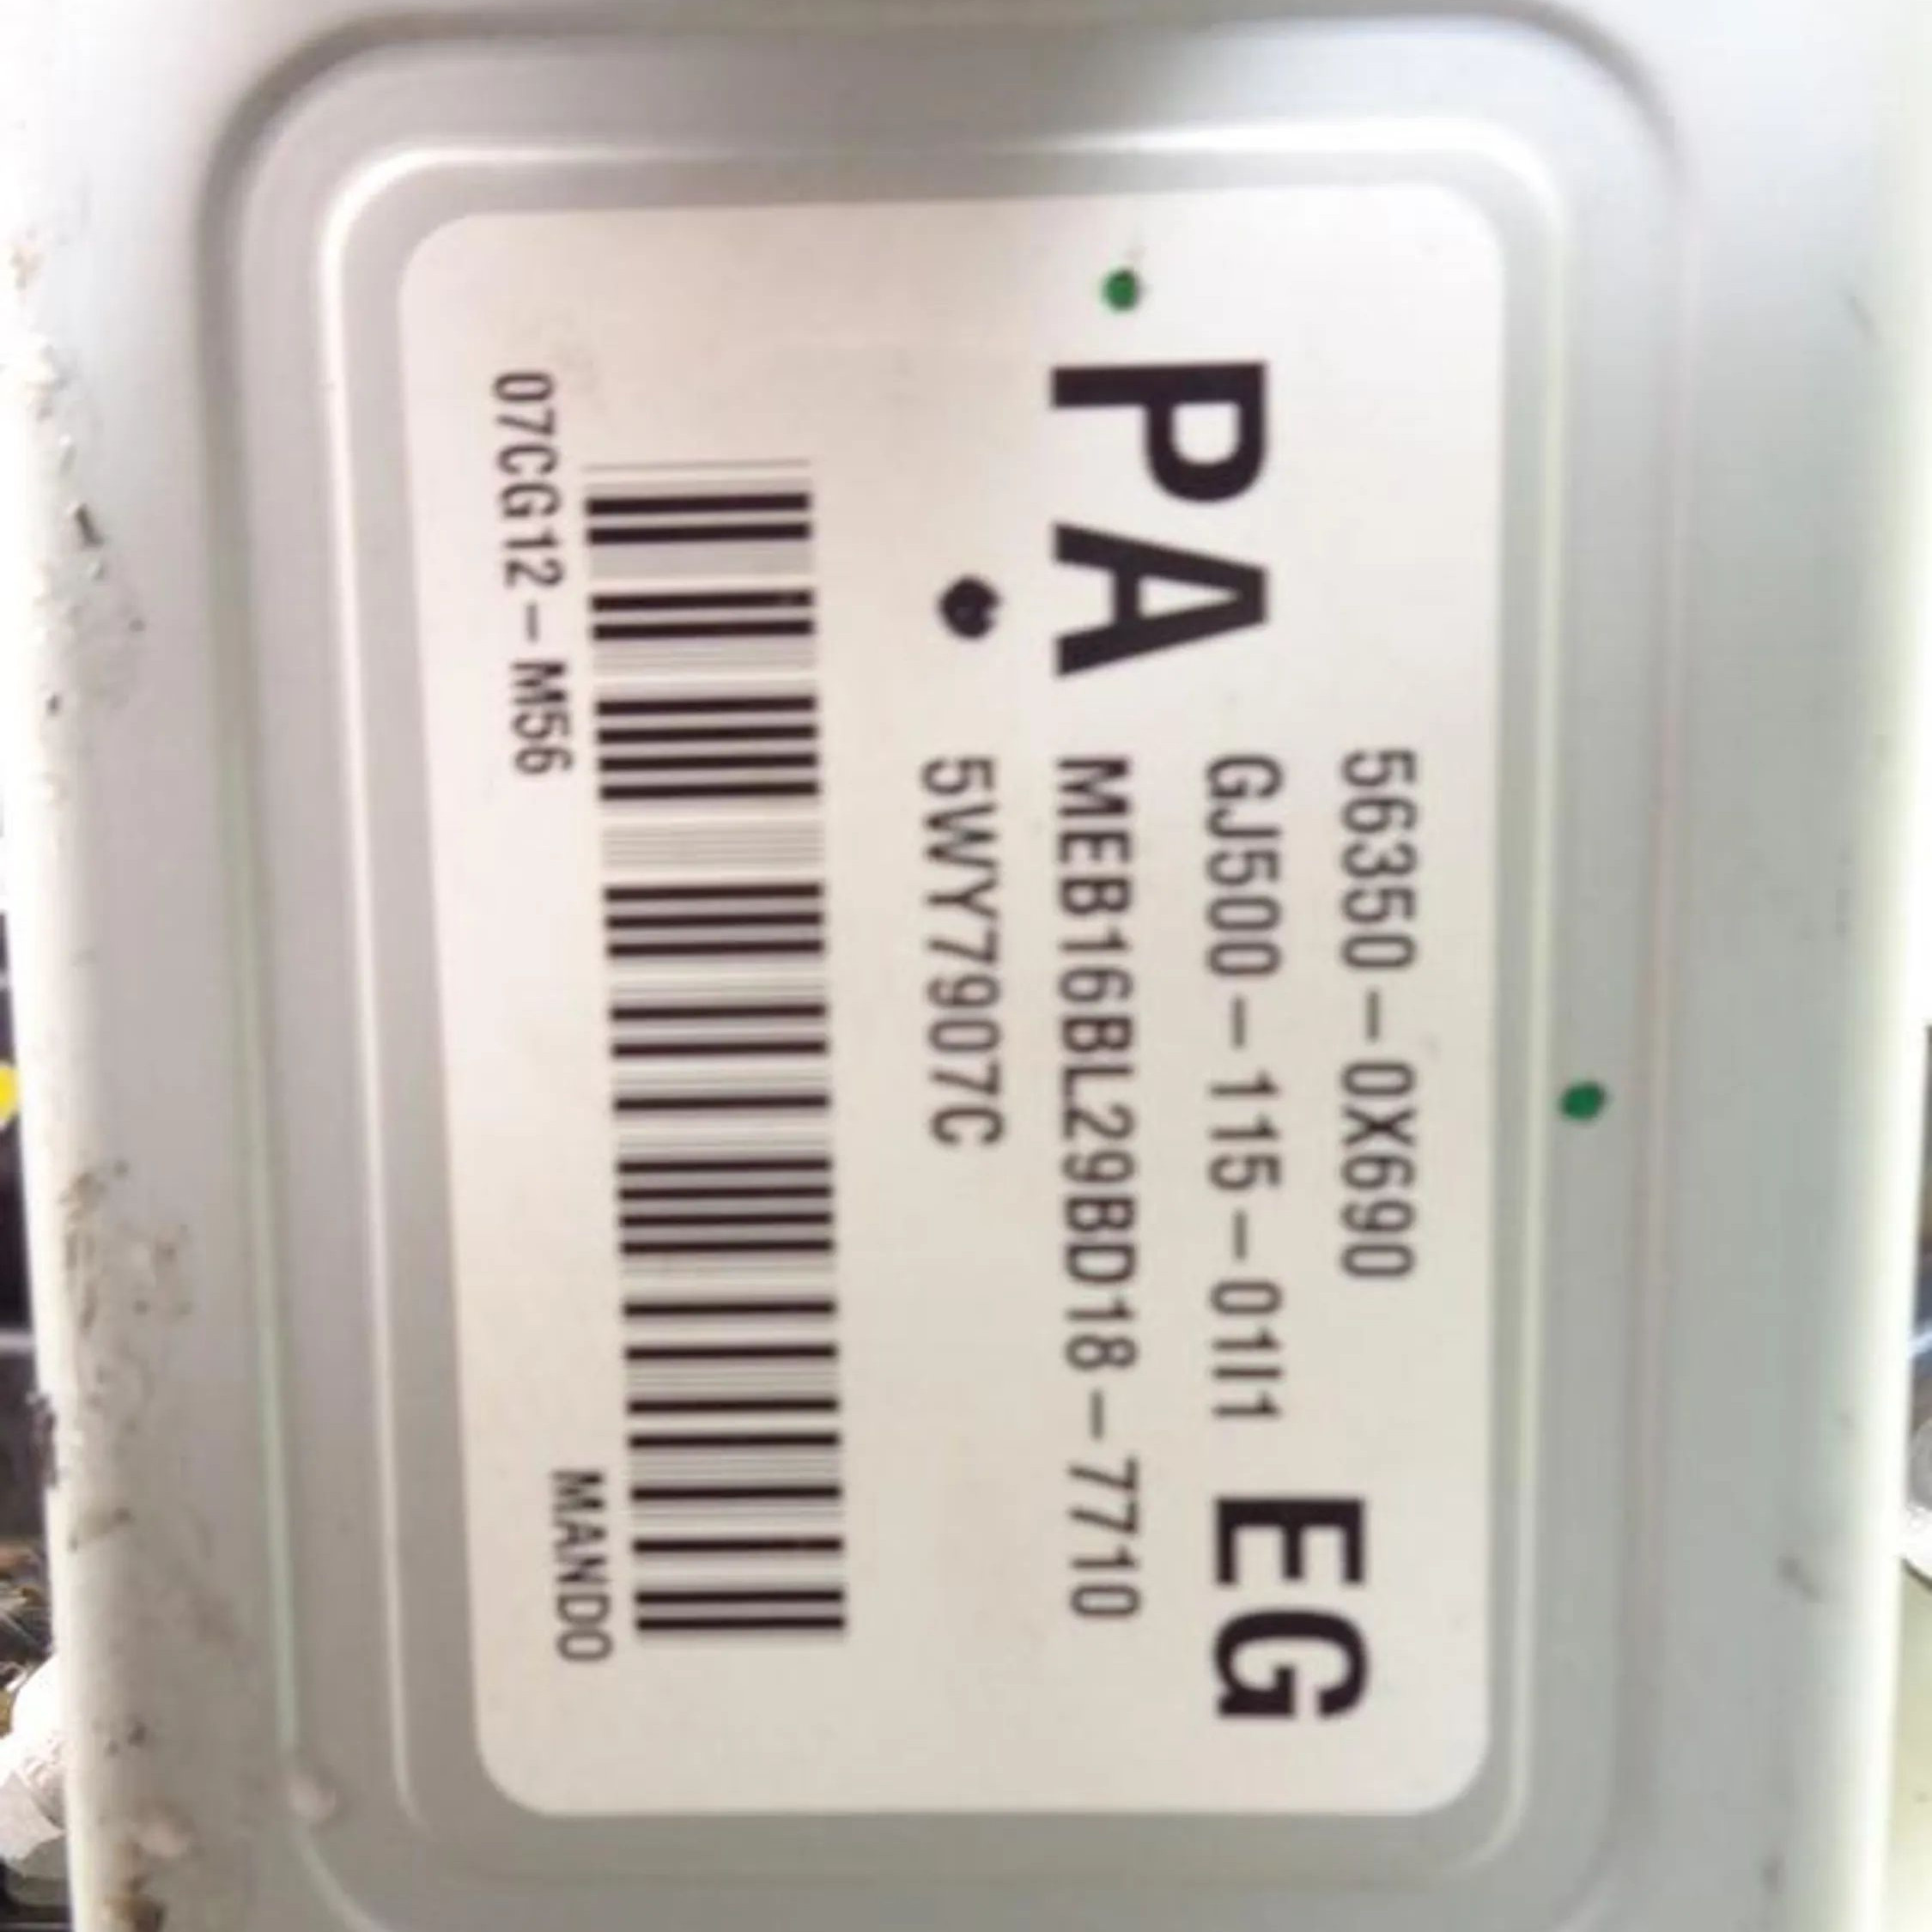 56350-0X690
GJ500-115-01I1
EG
PA
MEB16BL29BD18-7710
5WY7907C
07CG12-M56
MANDO